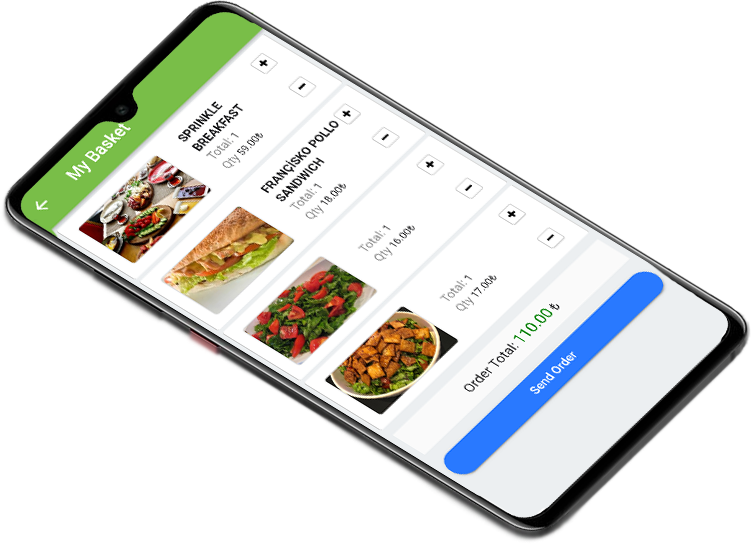 My Basket
SPRINKLE
BREAKFAST
Total: 1
Qty 59.00₺
+
-
FRANÇİSKO POLLO
SANDWICH
Total: 1
Qty 18.00₺
+
-
Total: 1
Qty 16.00₺
+
-
Total: 1
Qty 17.00₺
+
-
Order Total: 110.00 ₺
Send Order